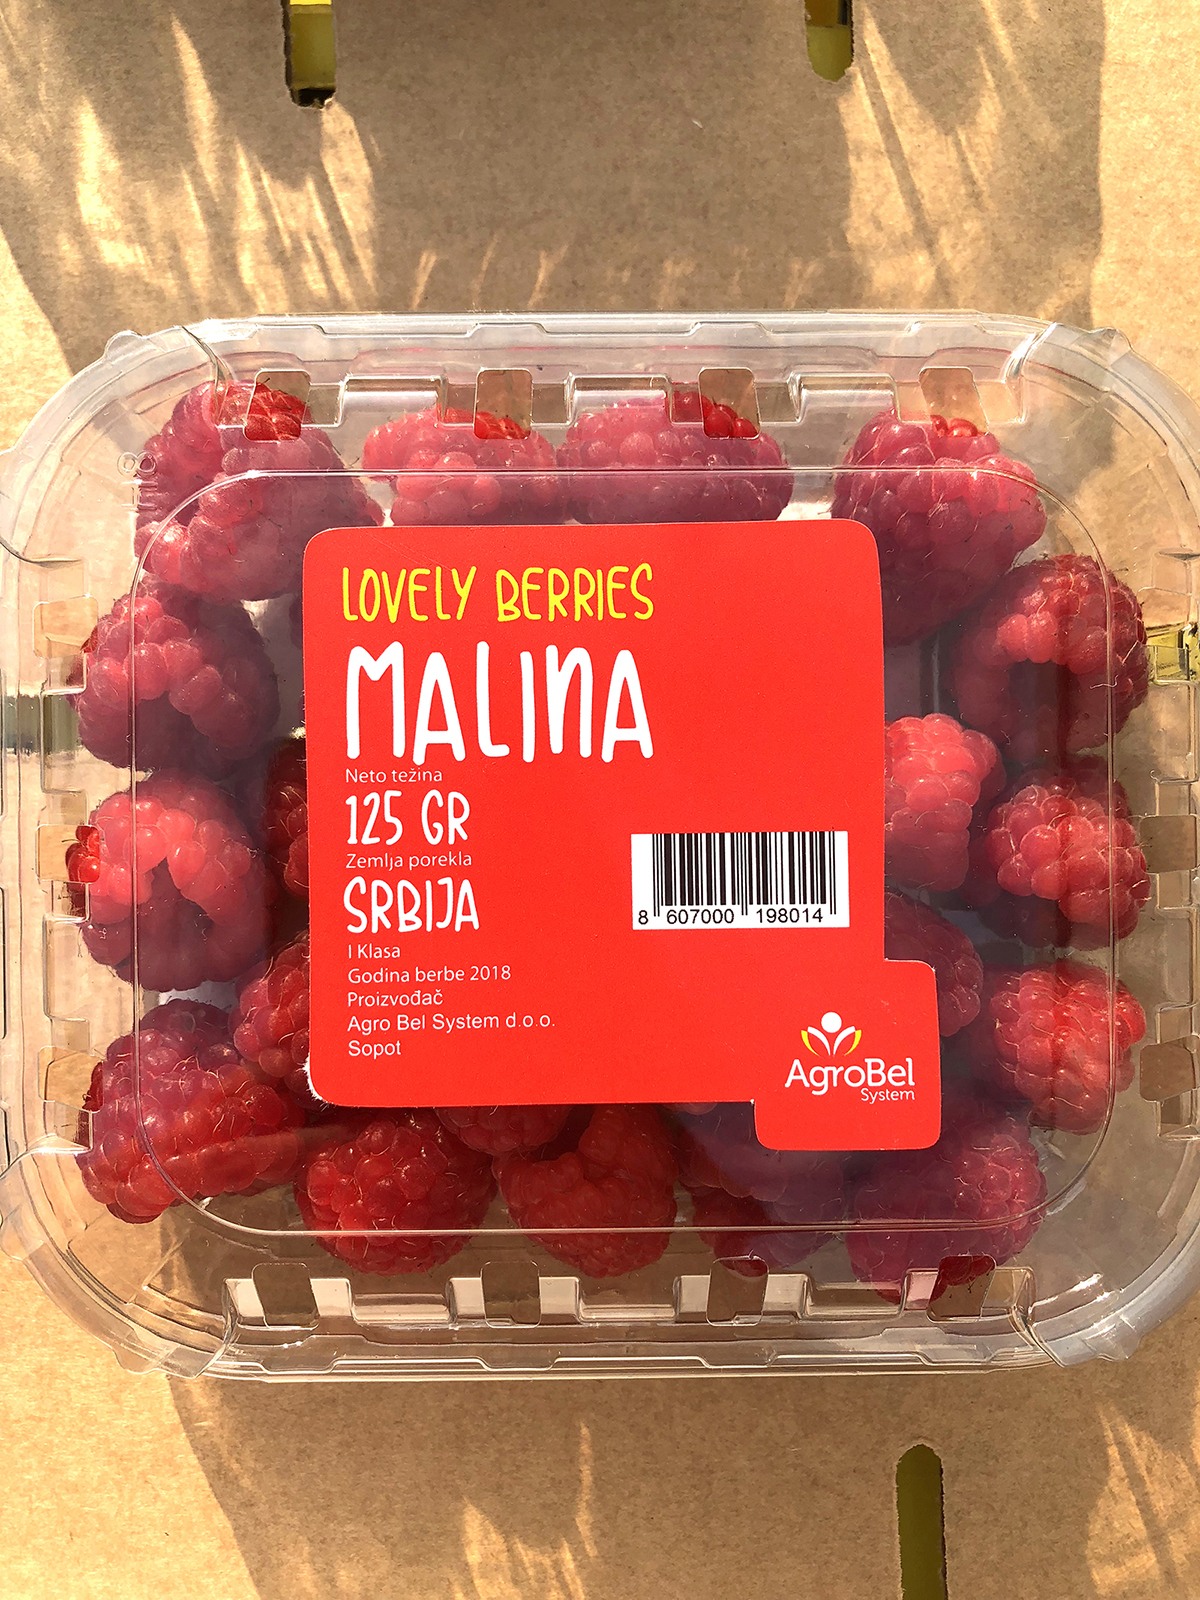 LOVELY BERRIES
MALINA
Neto težina
125 GR
Zemlja porekla
SRBIJA
I Klasa
Godina berbe 2018
Proizvođač
Agro Bel System d.o.o.
Sopot
8 607000 198014
AgroBel
System